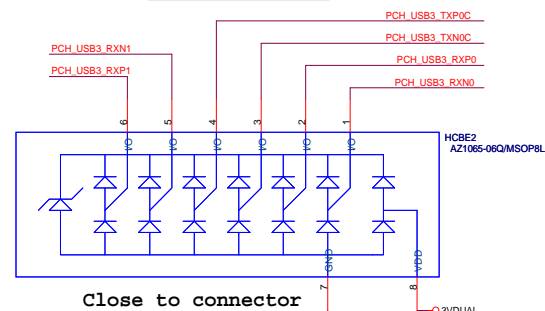 PCH_USB3_TXP0C
PCH_USB3_TXN0C
PCH_USB3_RXN1
PCH_USB3_RXP0
PCH_USB3_RXP1
PCH_USB3_RXN0
6
5
4
3
2
1
HCBE2
AZ1065-06Q/MSOP8L
I/O
I/O
I/O
I/O
I/O
I/O
GND
VDD
7
8
Close to connector
3VDUAL